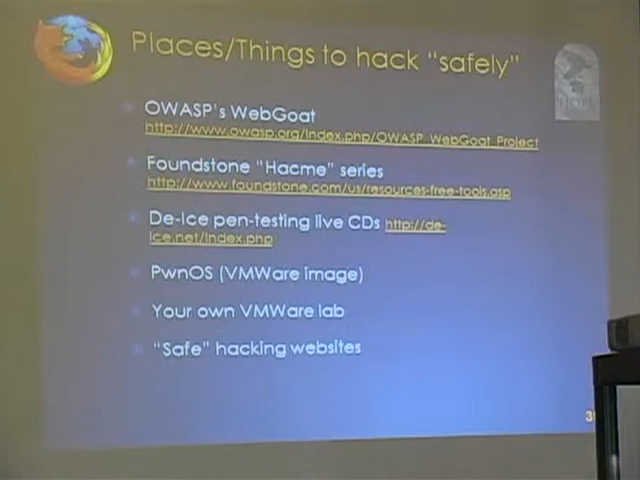 Places/Things to hack “safely”
OWASP's WebGoat
http://www.owasp.org/index.php/OWASP_WebGoat_Project
Foundstone “Hacme” series
http://www.foundstone.com/us/resources-free-tools.asp
De-Ice pen-testing live CDs http://de-
ice.net/index.php
PwnOS (VMWare image)
Your own VMWare lab
“Safe” hacking websites